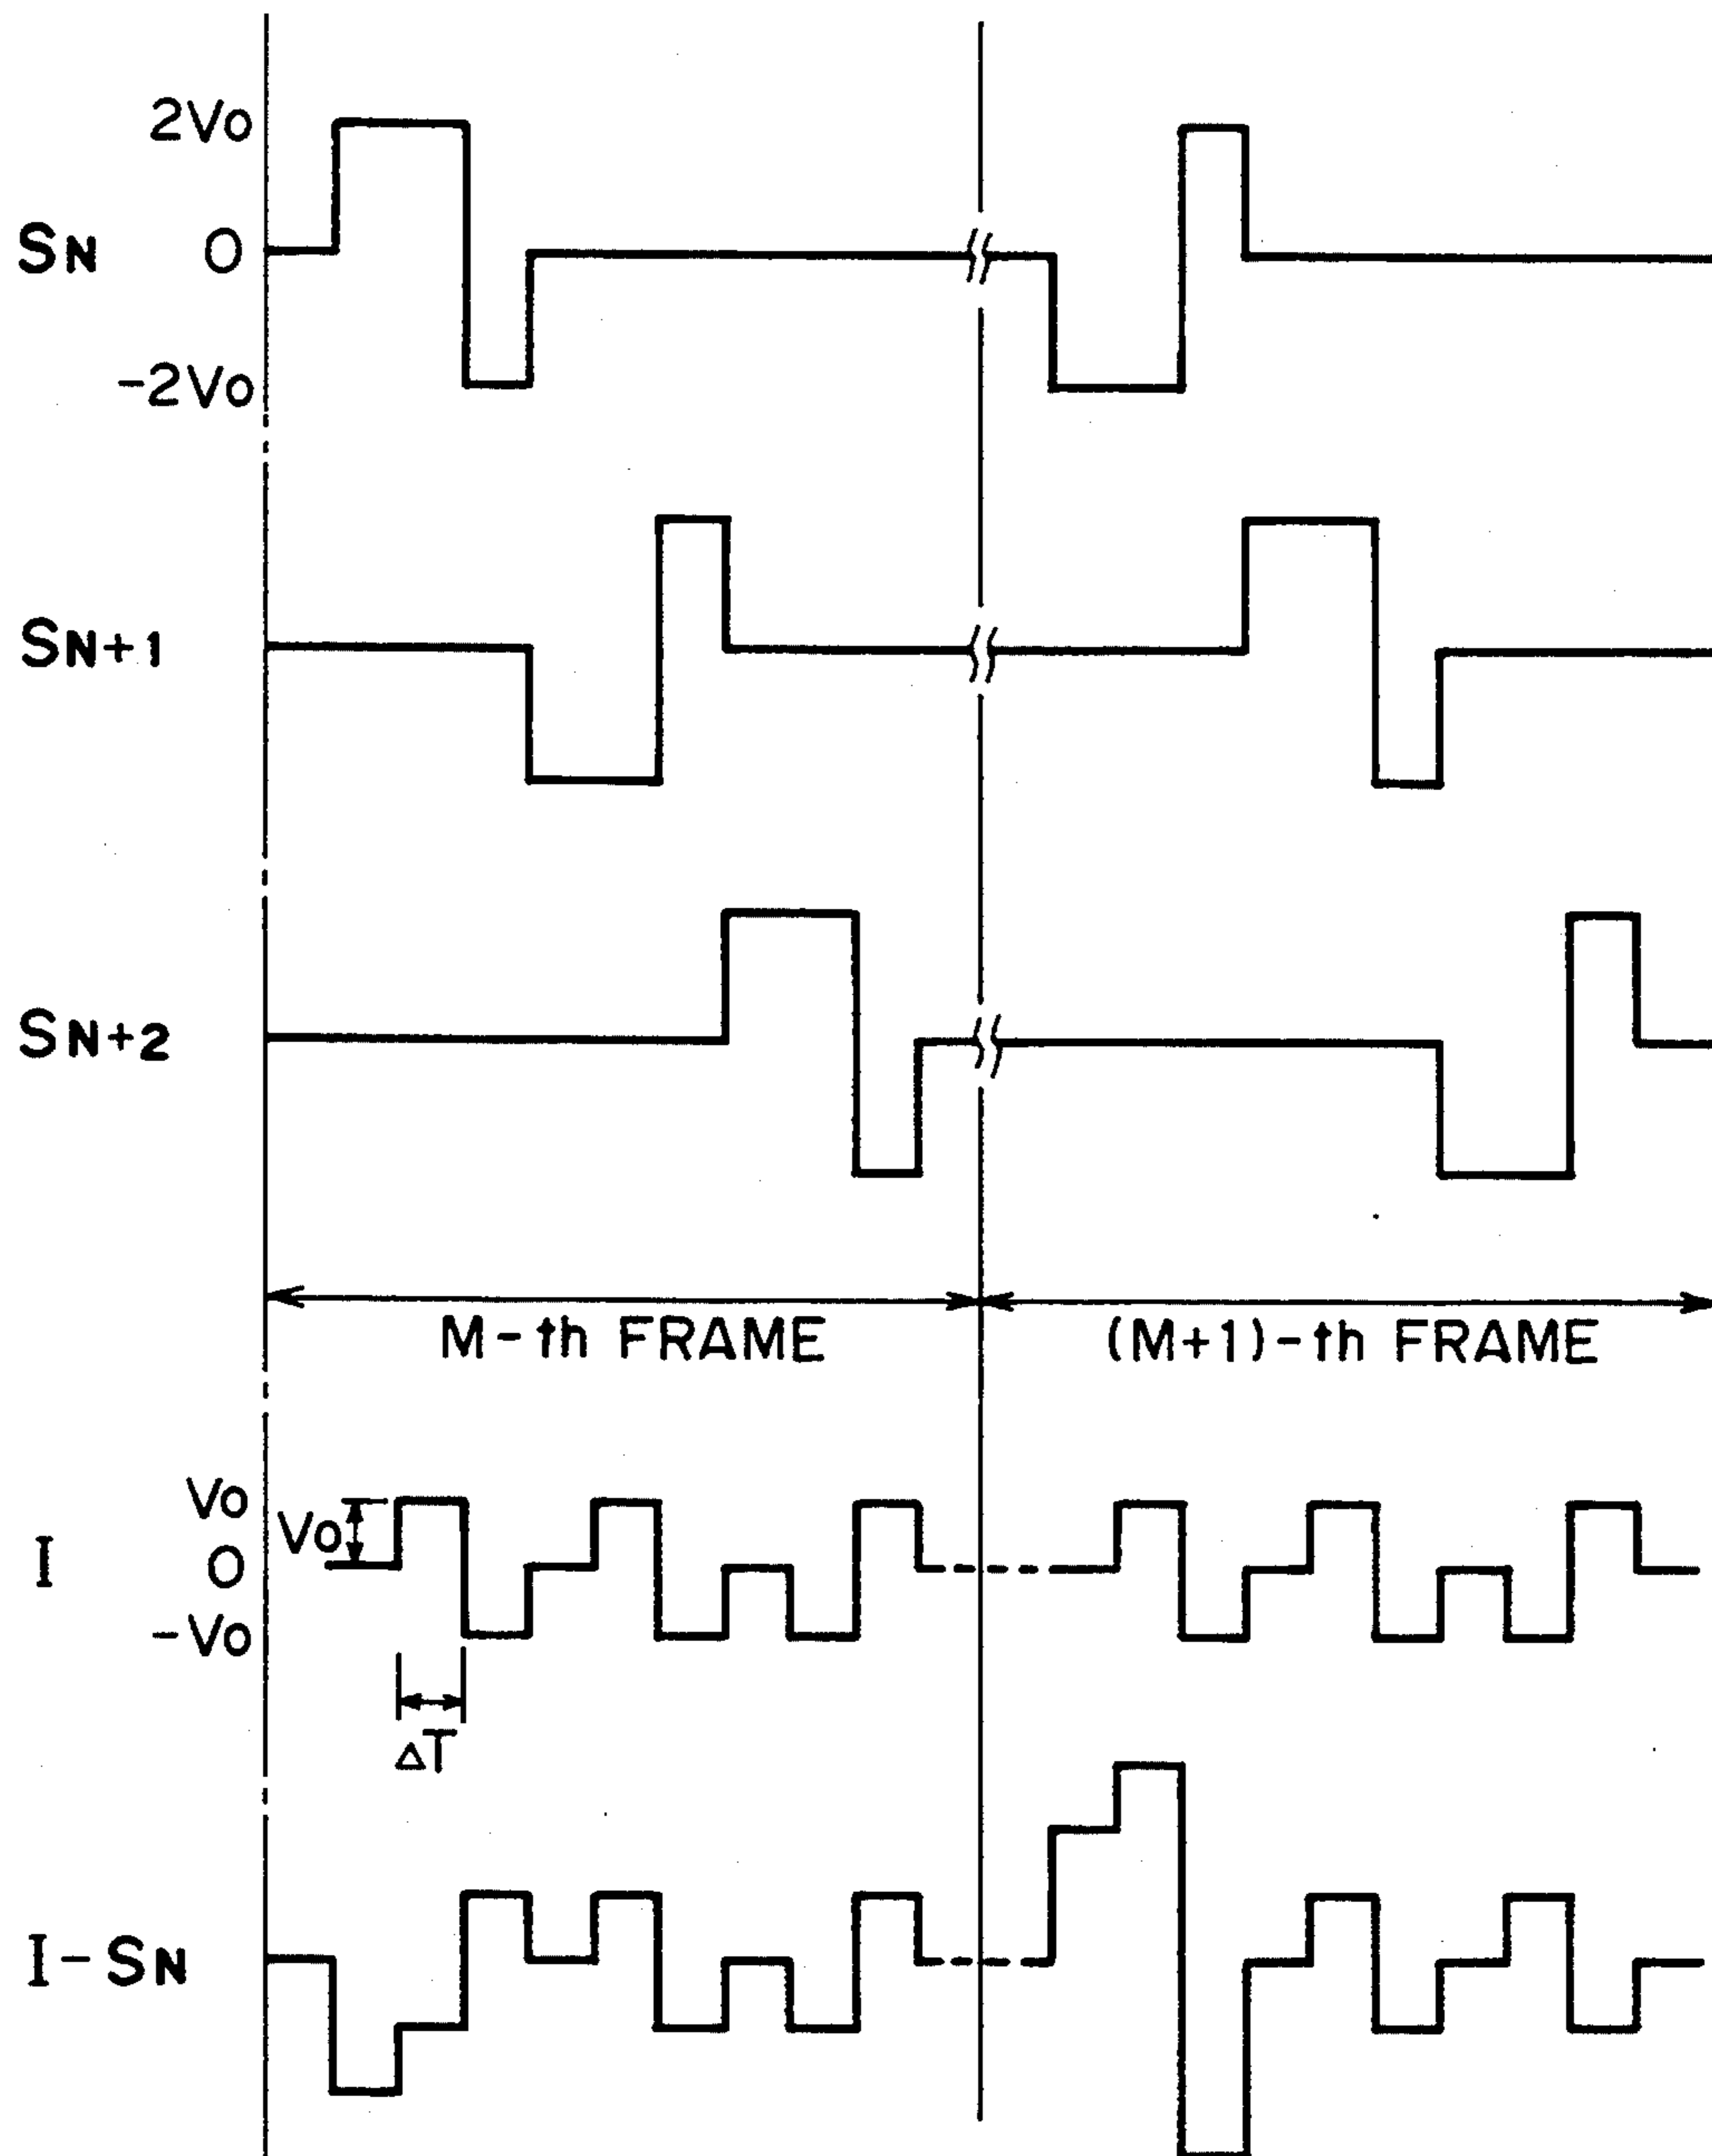 2Vo
SN 0
-2Vo
SN+1
SN+2
M-th FRAME
(M+1)-th FRAME
Vo
Vo
I 0
-Vo
ΔT
I-SN